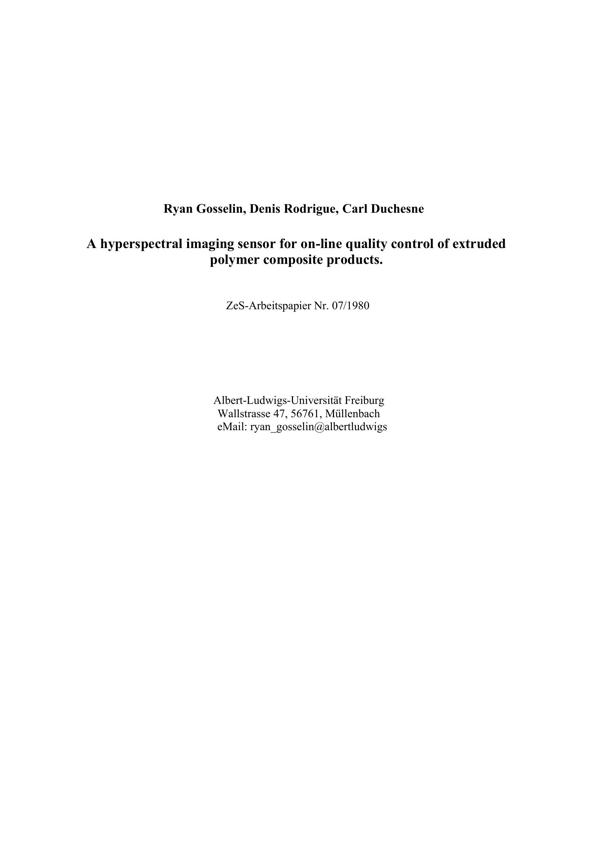 Ryan Gosselin, Denis Rodrigue, Carl Duchesne
A hyperspectral imaging sensor for on-line quality control of extruded
polymer composite products.
ZeS-Arbeitspapier Nr. 07/1980
Albert-Ludwigs-Universität Freiburg
Wallstrasse 47, 56761, Müllenbach
eMail: ryan_gosselin@albertludwigs